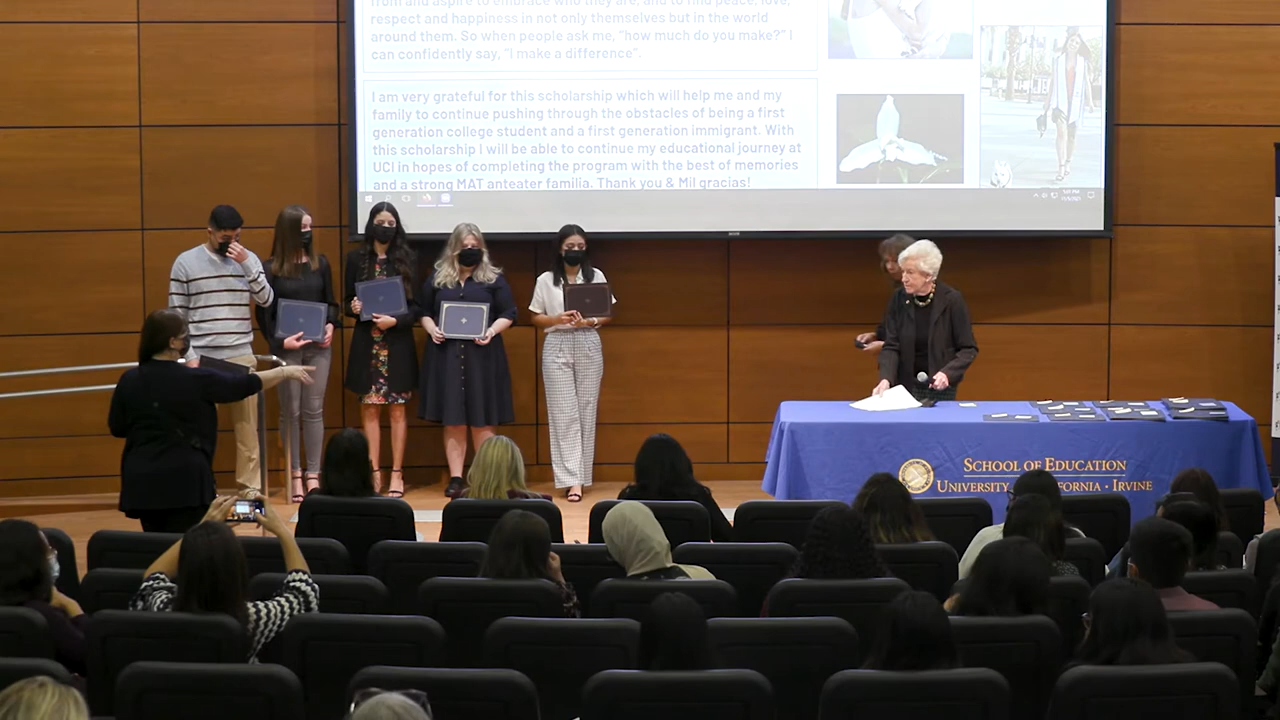 from and aspire to embrace who they are, and to find peace, love,
respect and happiness in not only themselves but in the world
around them. So when people ask me, "how much do you make?" I
can confidently say, "I make a difference".
I am very grateful for this scholarship which will help me and my
family to continue pushing through the obstacles of being a first
generation college student and a first generation immigrant. With
this scholarship I will be able to continue my educational journey at
UCI in hopes of completing the program with the best of memories
and a strong MAT anteater familia. Thank you & Mil gracias!
SCHOOL OF EDUCATION
IRVINE